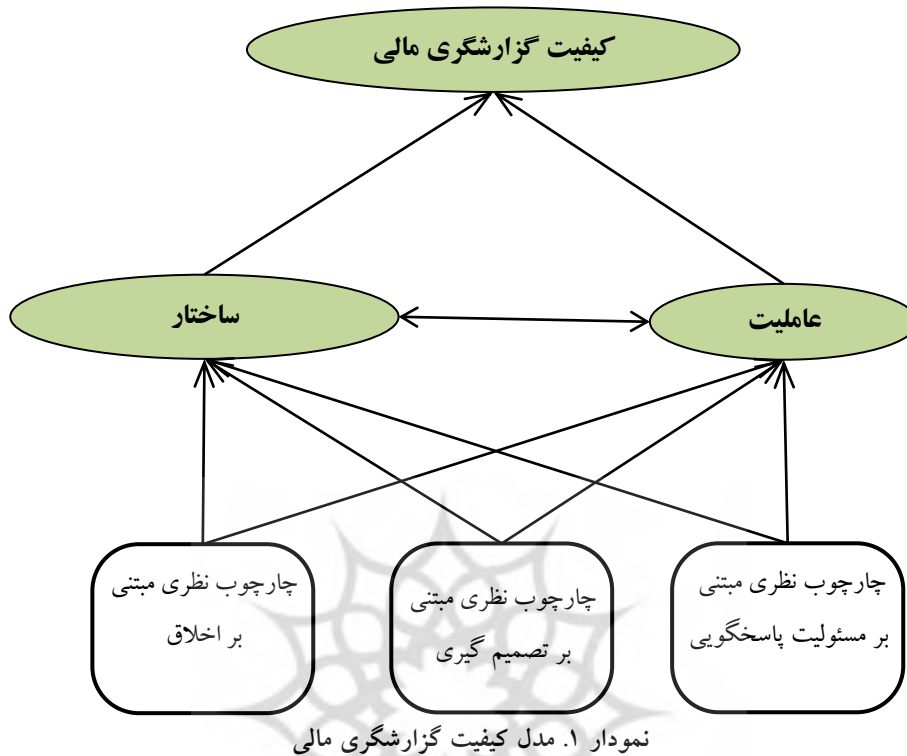 کیفیت گزارشگری مالی
عاملیت
ساختار
چارچوب نظری مبتنی
بر مسئولیت پاسخگویی
چارچوب نظری مبتنی
بر تصمیم گیری
چارچوب نظری مبتنی
بر اخلاق
نمودار ۱. مدل کیفیت گزارشگری مالی